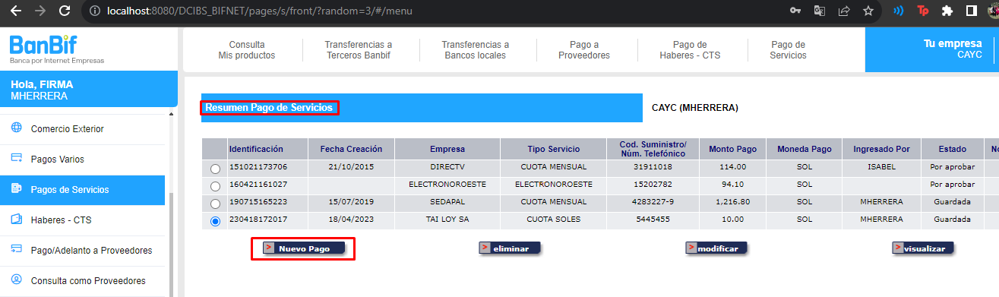 localhost:8080/DCIBS_BIFNET/pages/s/front/?random=3/#/menu
BanBif
Banca por Internet Empresas
Consulta
Mis productos
Transferencias a
Terceros Banbif
Transferencias a
Bancos locales
Pago a
Proveedores
Pago de
Haberes - CTS
Pago de
Servicios
Tu empresa
CAYC
Hola, FIRMA
MHERRERA
Comercio Exterior
Pagos Varios
Pagos de Servicios
Haberes - CTS
Pago/Adelanto a Proveedores
Consulta como Proveedores
Resumen Pago de Servicios
CAYC (MHERRERA)
Identificación Fecha Creación Empresa Tipo Servicio Cod. Suministro/ Núm. Telefónico Monto Pago Moneda Pago Ingresado Por Estado
151021173706 21/10/2015 DIRECTV CUOTA MENSUAL 31911018 114.00 SOL ISABEL Por aprobar
160421161027 ELECTRONOROESTE ELECTRONOROESTE 15202782 94.10 SOL Por aprobar
190715165223 15/07/2019 SEDAPAL CUOTA MENSUAL 4283227-9 1,216.80 SOL MHERRERA Guardada
230418172017 18/04/2023 TAI LOY SA CUOTA SOLES 5445455 10.00 SOL MHERRERA Guardada
> Nuevo Pago > eliminar > modificar > visualizar